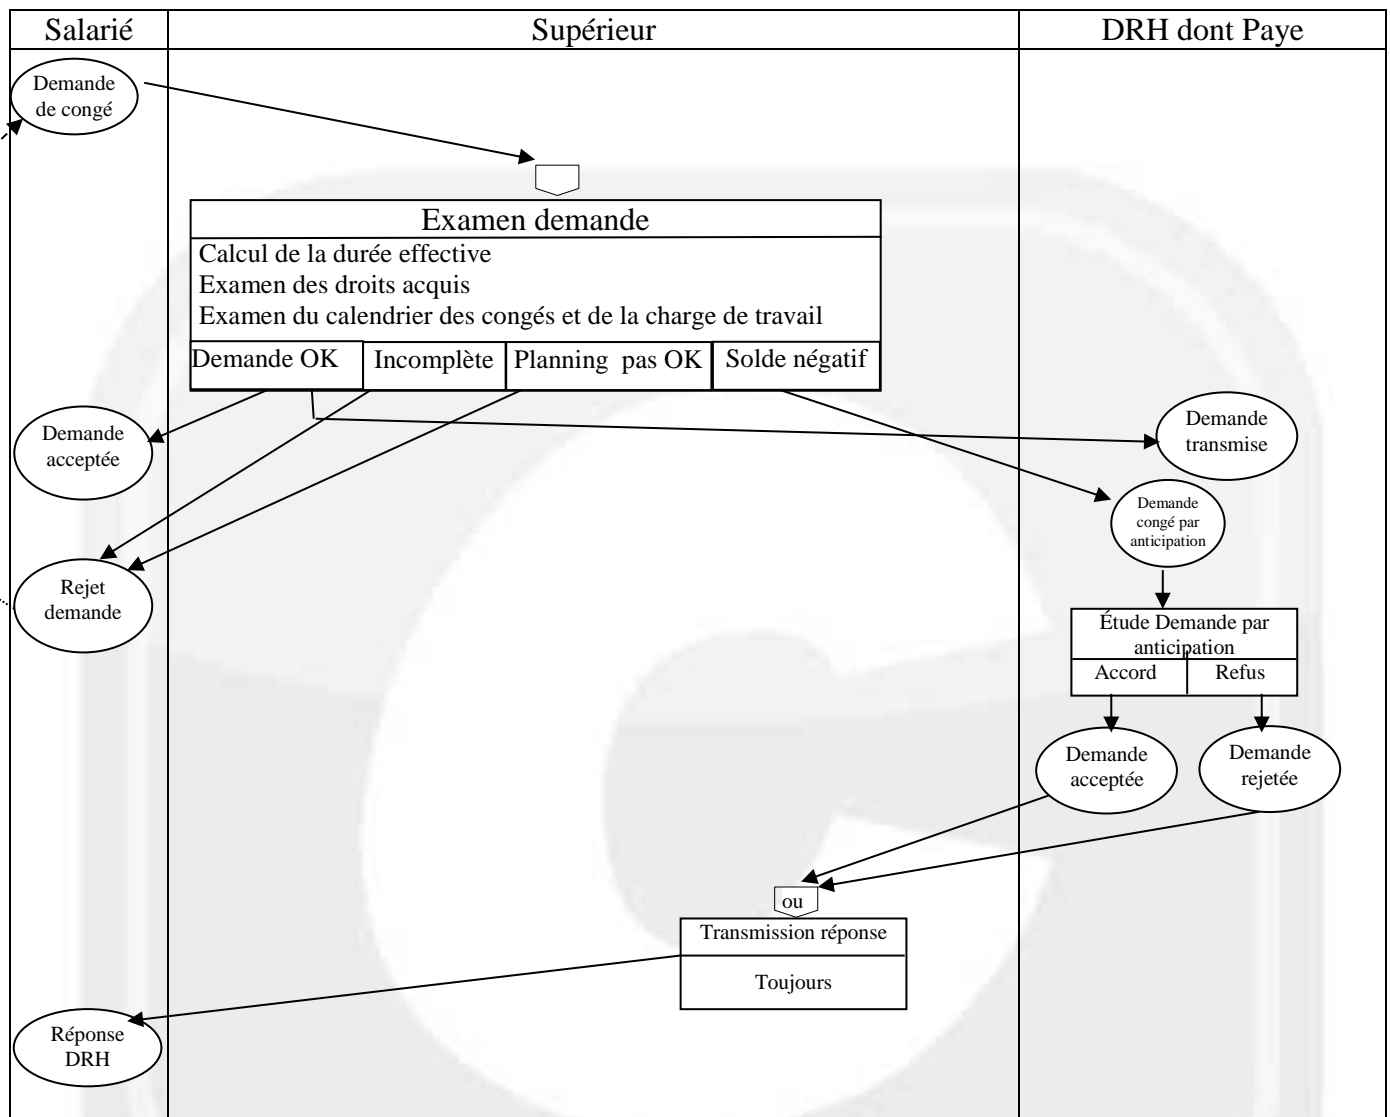 Salarié
Supérieur
DRH dont Paye
Demande
de congé
Examen demande
Calcul de la durée effective
Examen des droits acquis
Examen du calendrier des congés et de la charge de travail
Demande OK
Incomplète
Planning pas OK
Solde négatif
Demande
acceptée
Demande
transmise
Demande
congé par
anticipation
Rejet
demande
Étude Demande par
anticipation
Accord
Refus
Demande
acceptée
Demande
rejetée
ou
Transmission réponse
Toujours
Réponse
DRH